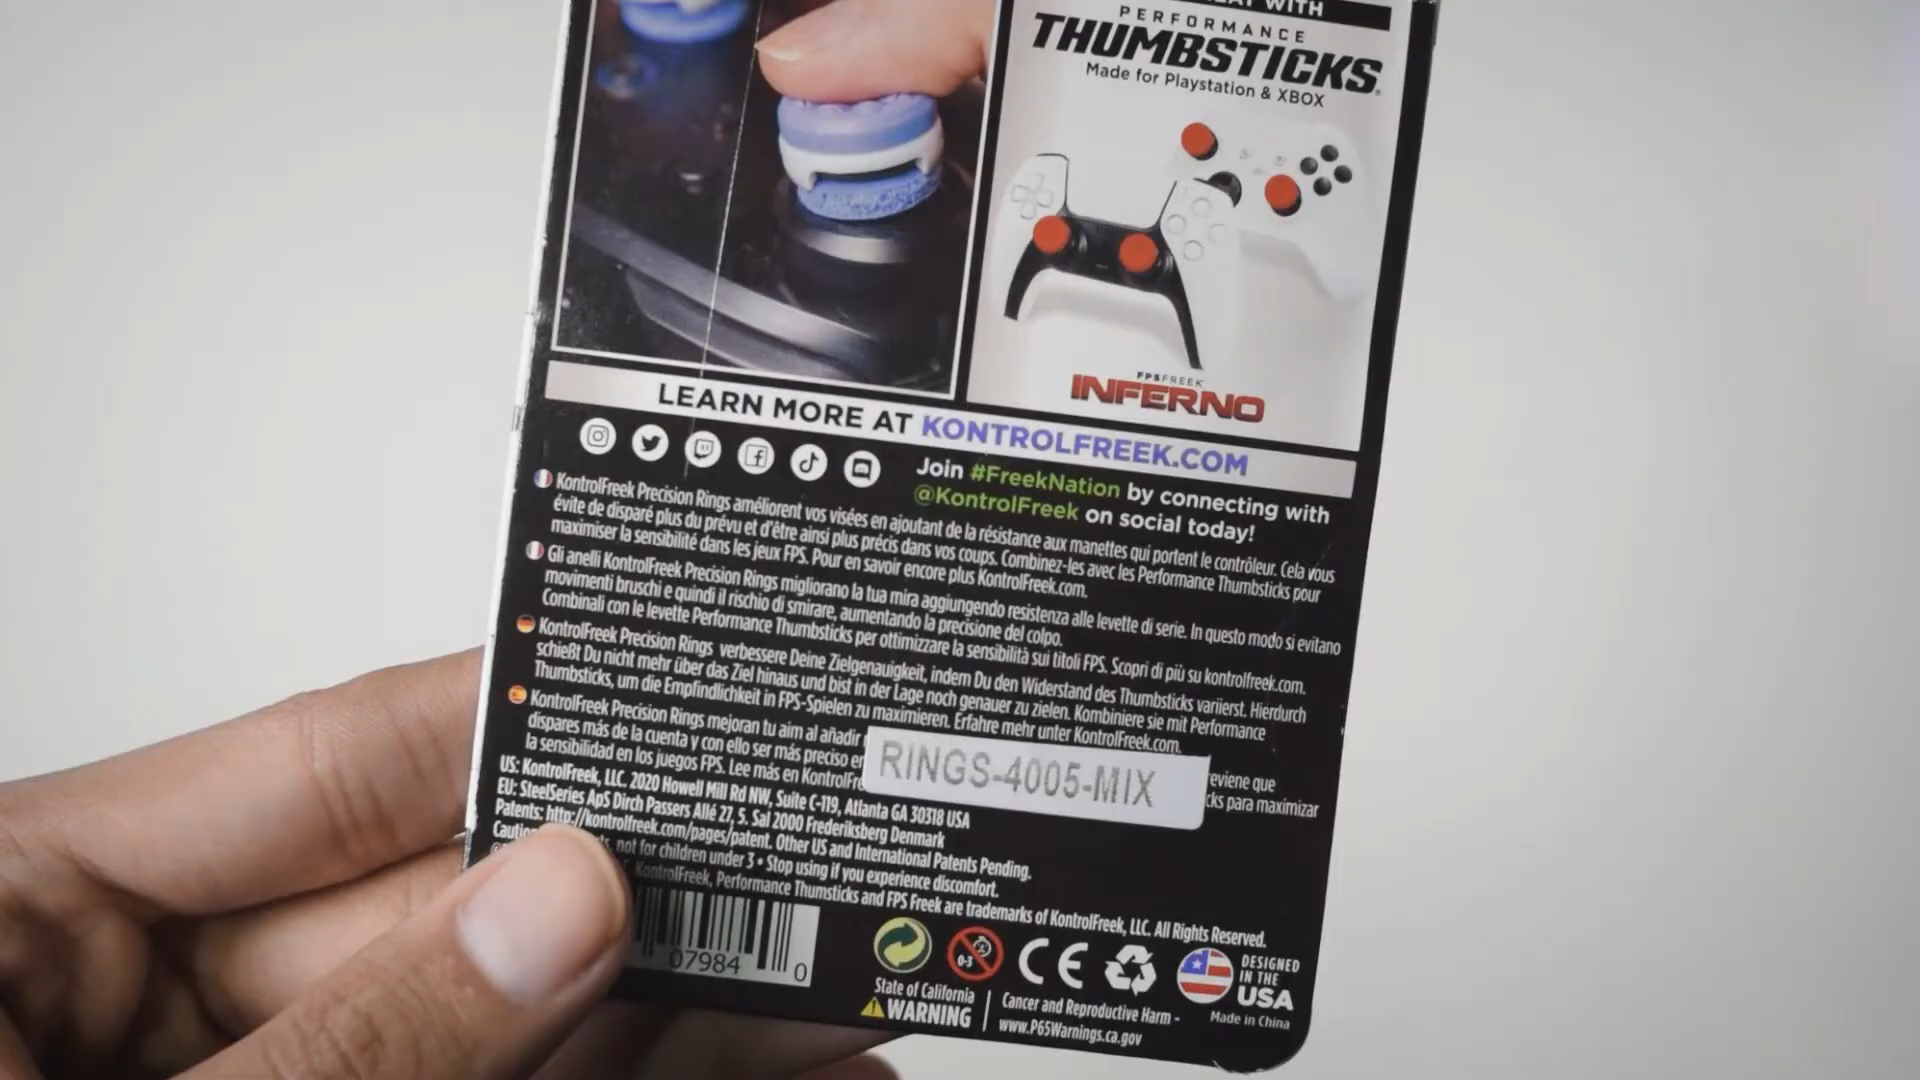 WITH
PERFORMANCE
THUMBSTICKS
Made for Playstation & XBOX
FPSFREEK
INFERNO
LEARN MORE AT KONTROLFREEK.COM
Join #FreekNation by connecting with
@KontrolFreek on social today!
KontrolFreek Precision Rings améliorent vos visées en ajoutant de la résistance aux manettes qui portent le contrôleur. Cela vous
évite de disparé plus du prévu et d'être ainsi plus précis dans vos coups. Combinez-les avec les Performance Thumbsticks pour
maximiser la sensibilité dans les jeux FPS. Pour en savoir encore plus KontrolFreek.com.
Gli anelli KontrolFreek Precision Rings migliorano la tua mira aggiungendo resistenza alle levette di serie. In questo modo si evitano
movimenti bruschi e quindi il rischio di smirare, aumentando la precisione del colpo.
Combinali con le levette Performance Thumbsticks per ottimizzare la sensibilità sui titoli FPS. Scopri di più su kontrolfreek.com.
KontrolFreek Precision Rings verbessere Deine Zielgenauigkeit, indem Du den Widerstand des Thumbsticks variierst. Hierdurch
schießt Du nicht mehr über das Ziel hinaus und bist in der Lage noch genauer zu zielen. Kombiniere sie mit Performance
Thumbsticks, um die Empfindlichkeit in FPS-Spielen zu maximieren. Erfahre mehr unter KontrolFreek.com.
KontrolFreek Precision Rings mejoran tu aim al añadir reviene que
dispares más de la cuenta y con ello ser más preciso en cks para maximizar
la sensibilidad en los juegos FPS. Lee más en KontrolFre
RINGS-4005-MIX
US: KontrolFreek, LLC. 2020 Howell Mill Rd NW, Suite C-119, Atlanta GA 30318 USA
EU: SteelSeries ApS Dirch Passers Allé 27, 5. Sal 2000 Frederiksberg Denmark
Patents: http://kontrolfreek.com/pages/patent. Other US and International Patents Pending.
Caution not for children under 3 • Stop using if you experience discomfort.
KontrolFreek, Performance Thumsticks and FPS Freek are trademarks of KontrolFreek, LLC. All Rights Reserved.
07984 0
0-3
CE
DESIGNED
IN THE
USA
Made in China
State of California
WARNING
Cancer and Reproductive Harm -
www.P65Warnings.ca.gov